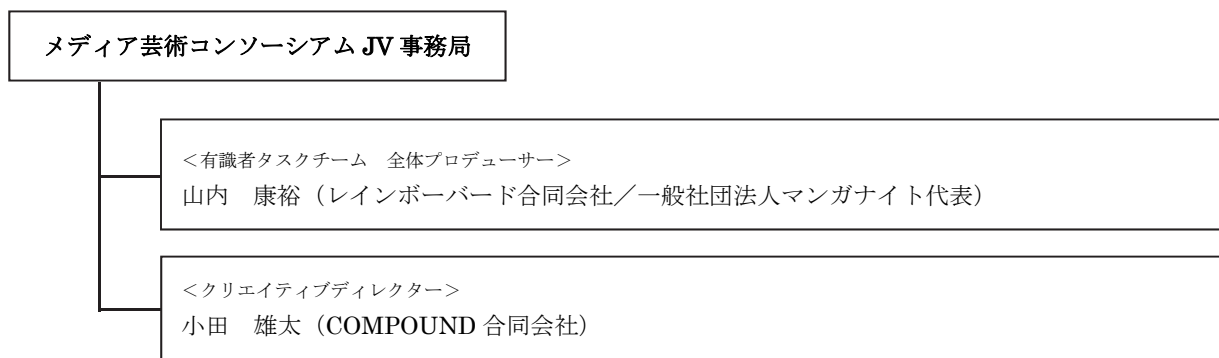 メディア芸術コンソーシアム JV 事務局
＜有識者タスクチーム　全体プロデューサー＞
山内　康裕（レインボーバード合同会社／一般社団法人マンガナイト代表）
＜クリエイティブディレクター＞
小田　雄太（COMPOUND 合同会社）